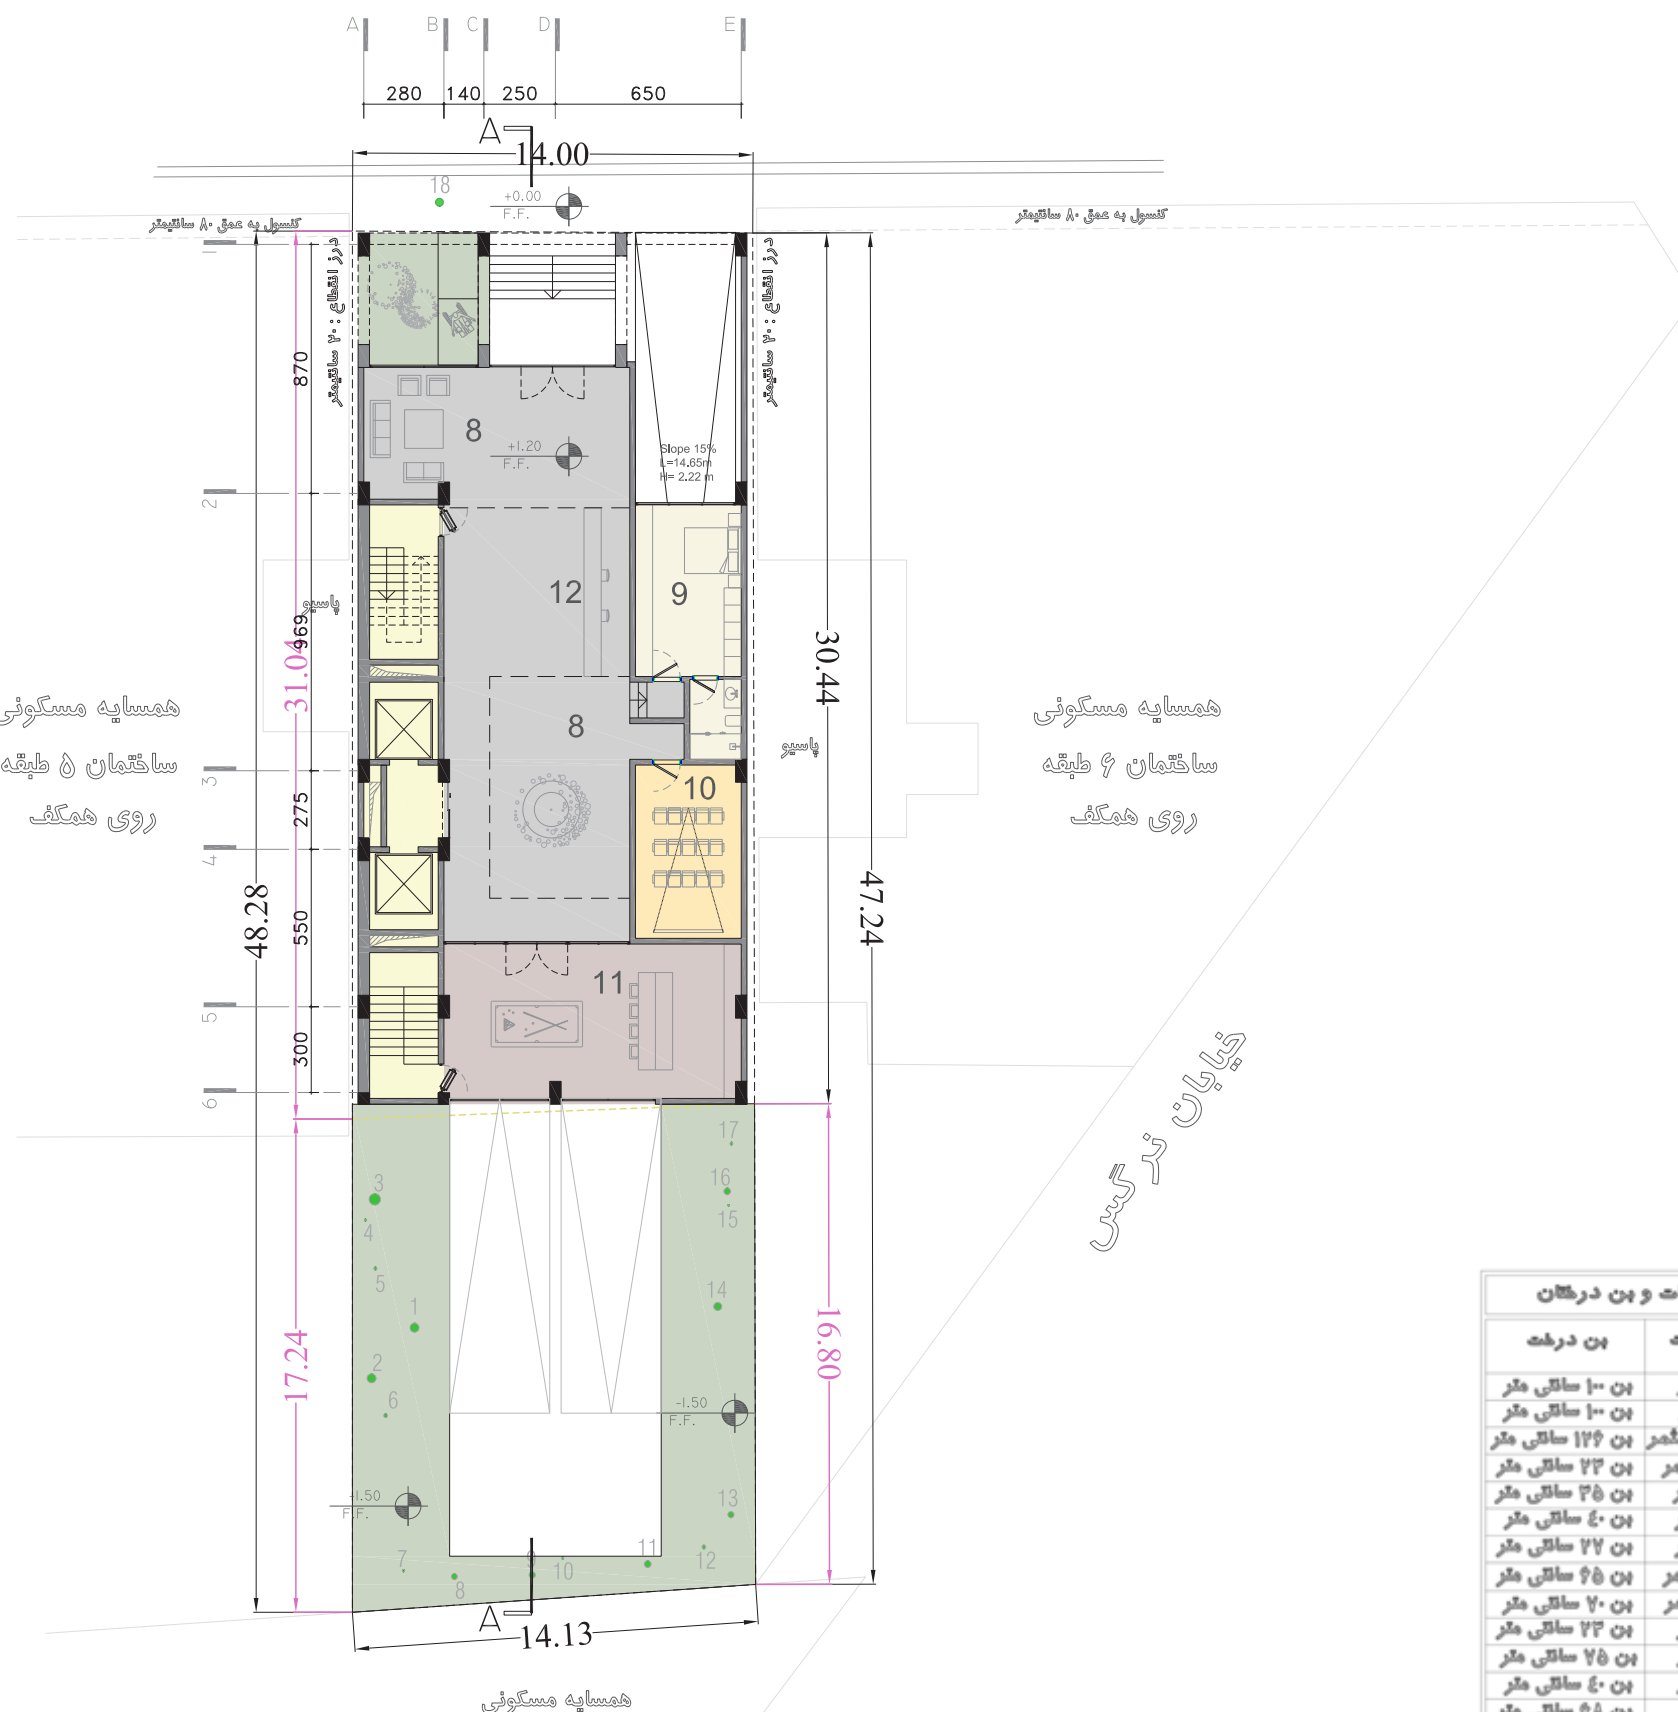 A B C D E
280 140 250 650
A
14.00
18
+0.00
F.F.
کنسول به عمق ۸۰ سانتیمتر
کنسول به عمق ۸۰ سانتیمتر
1
درز انقطاع : ۲۰ سانتیمتر
درز انقطاع : ۲۰ سانتیمتر
870
8
+1.20
F.F.
Slope 15%
L=14.65m
H= 2.22 m
2
12
9
پاسیو
969
31.04
30.44
همسایه مسکونی
ساختمان ۵ طبقه
روی همکف
8
پاسیو
همسایه مسکونی
ساختمان ۶ طبقه
روی همکف
3
275
10
4
48.28
550
47.24
11
5
300
6
خیابان نرگس
17
3
16
4
15
5
14
1
17.24
16.80
2
6
-1.50
F.F.
-1.50
F.F.
13
7
8
9
10
11
12
A
14.13
همسایه مسکونی
و بن درختان
بن درخت
بن ۱۰۰ سانتی متر
بن ۱۰۰ سانتی متر
بن ۱۲۶ سانتی متر
بن ۲۳ سانتی متر
بن ۳۵ سانتی متر
بن ۴۰ سانتی متر
بن ۲۷ سانتی متر
بن ۶۵ سانتی متر
بن ۷۰ سانتی متر
بن ۲۳ سانتی متر
بن ۷۵ سانتی متر
بن ۴۰ سانتی متر
بن ۶۸ سانتی متر